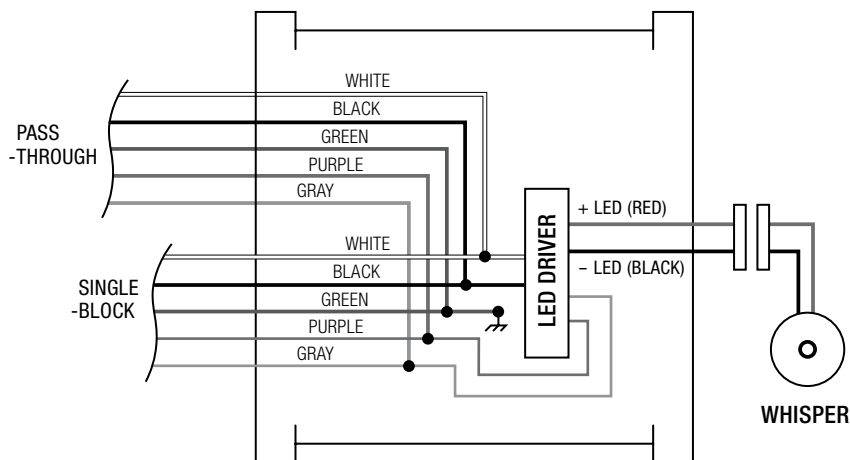 WHITE
BLACK
PASS
-THROUGH
GREEN
PURPLE
GRAY
WHITE
BLACK
SINGLE
-BLOCK
GREEN
PURPLE
GRAY
LED DRIVER
+ LED (RED)
− LED (BLACK)
WHISPER